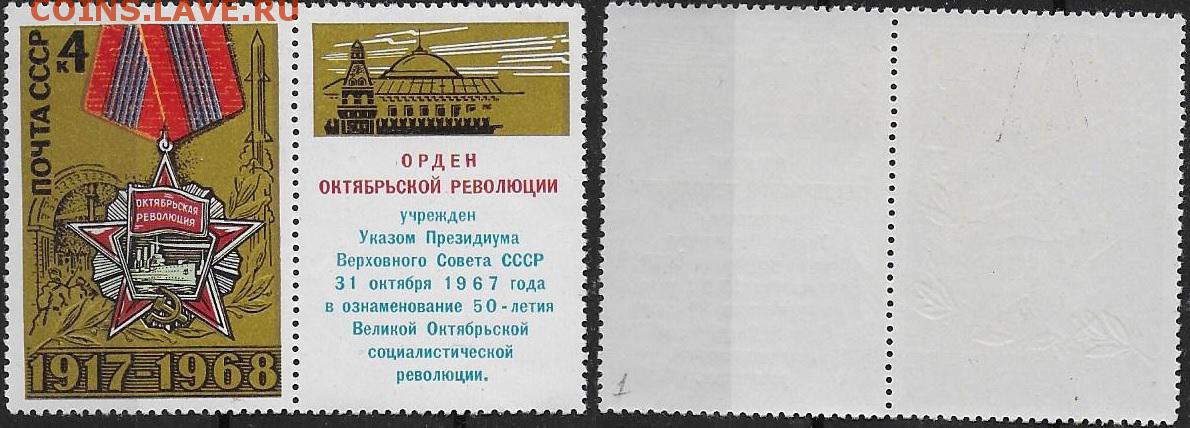 COINS.LAVE.RU
ПОЧТА СССР
4
к
ОКТЯБРЬСКАЯ
РЕВОЛЮЦИЯ
1917-1968
ОРДЕН
ОКТЯБРЬСКОЙ РЕВОЛЮЦИИ
учрежден
Указом Президиума
Верховного Совета СССР
31 октября 1967 года
в ознаменование 50-летия
Великой Октябрьской
социалистической
революции.
1